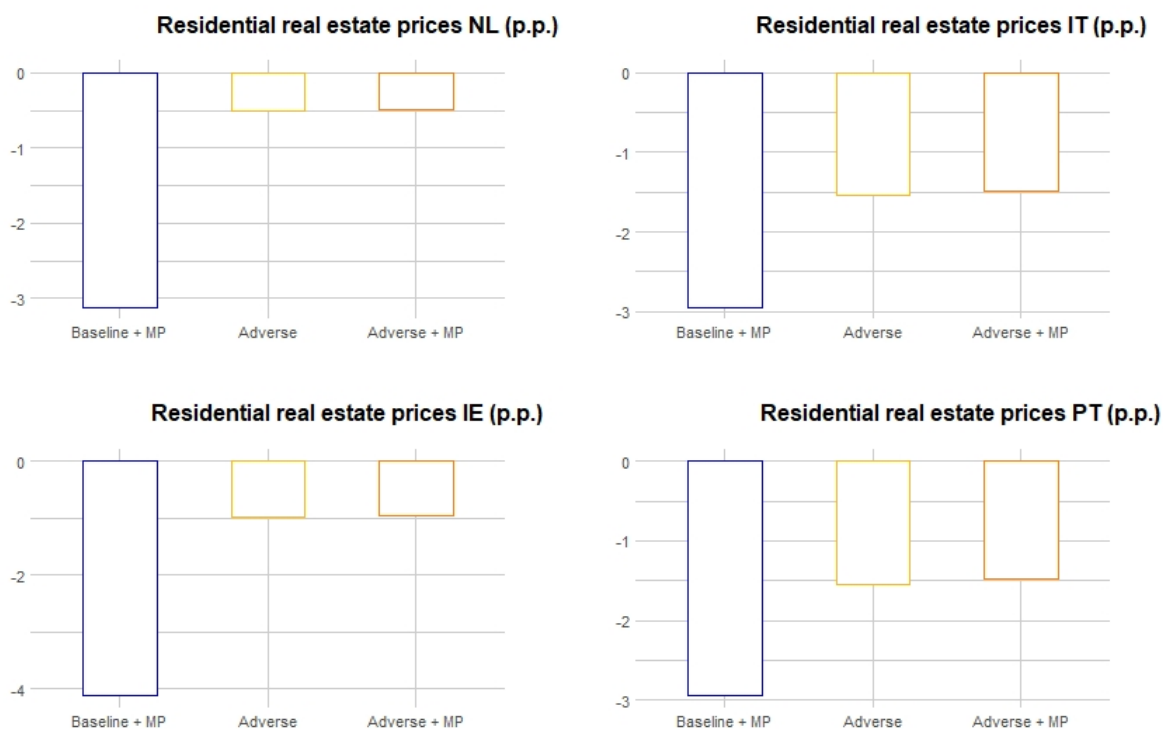 Residential real estate prices NL (p.p.)
0
-1
-2
-3
Baseline + MP Adverse Adverse + MP
Residential real estate prices IT (p.p.)
0
-1
-2
-3
Baseline + MP Adverse Adverse + MP
Residential real estate prices IE (p.p.)
0
-2
-4
Baseline + MP Adverse Adverse + MP
Residential real estate prices PT (p.p.)
0
-1
-2
-3
Baseline + MP Adverse Adverse + MP